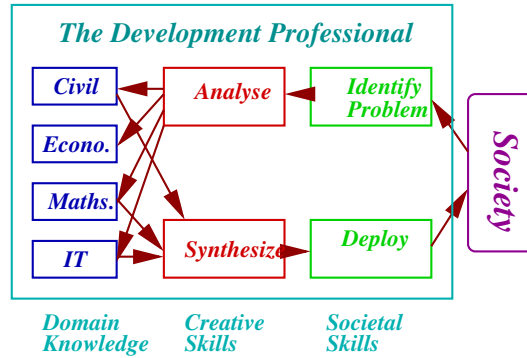 The Development Professional
Civil
Analyse
Identify
Problem
Econo.
Society
Maths.
IT
Synthesize
Deploy
Domain
Knowledge
Creative
Skills
Societal
Skills